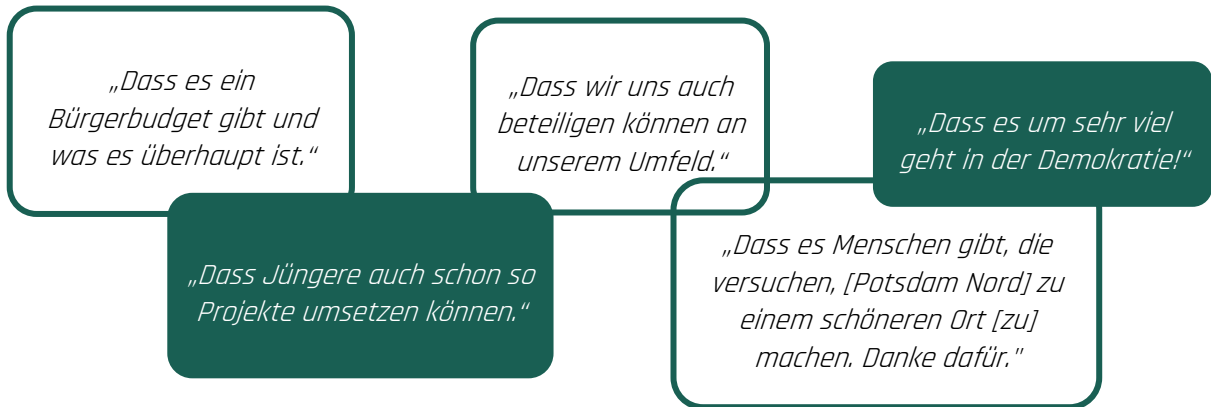 „Dass es ein
Bürgerbudget gibt und
was es überhaupt ist.“
„Dass wir uns auch
beteiligen können an
unserem Umfeld.“
„Dass es um sehr viel
geht in der Demokratie!“
„Dass Jüngere auch schon so
Projekte umsetzen können.“
„Dass es Menschen gibt, die
versuchen, [Potsdam Nord] zu
einem schöneren Ort [zu]
machen. Danke dafür."